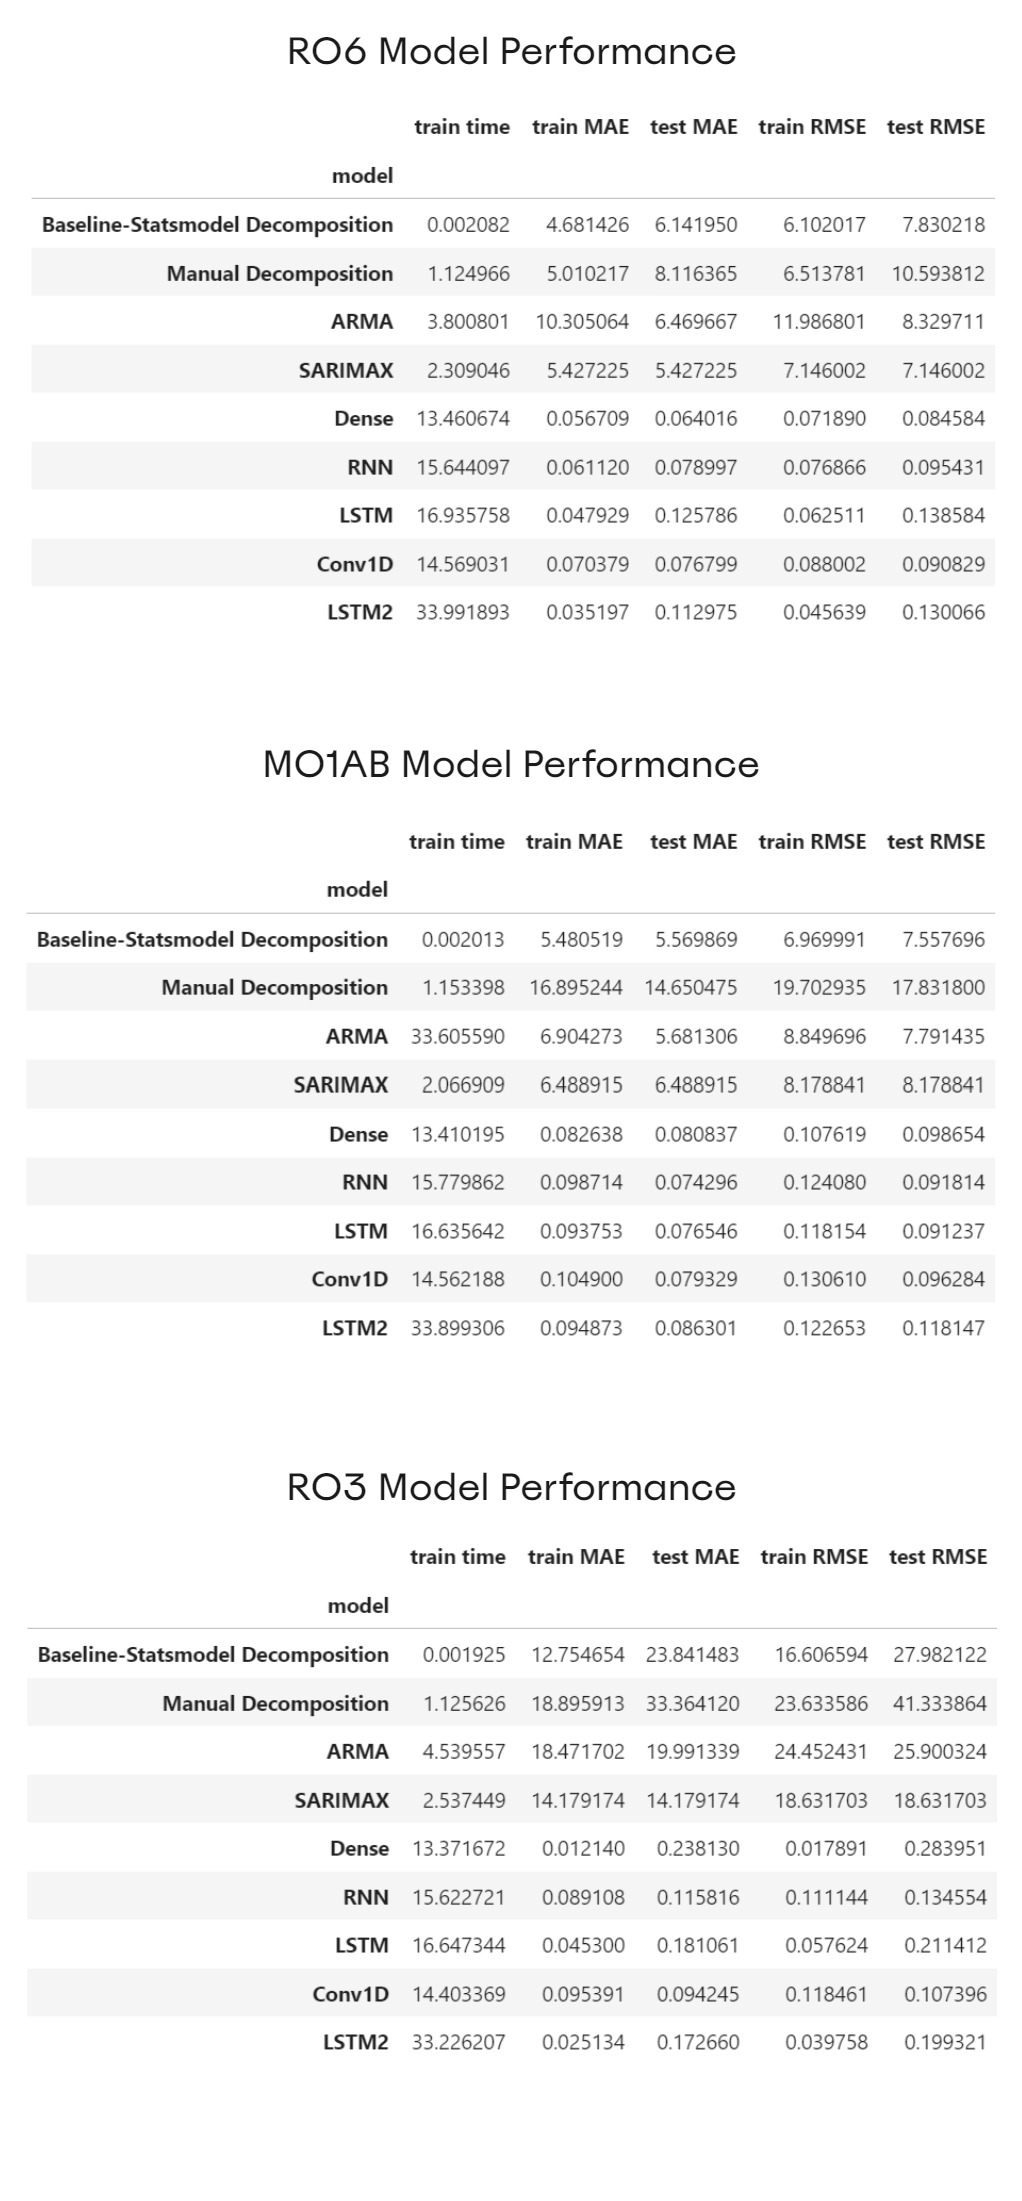 RO6 Model Performance
train time train MAE test MAE train RMSE test RMSE
model
Baseline-Statsmodel Decomposition 0.002082 4.681426 6.141950 6.102017 7.830218
Manual Decomposition 1.124966 5.010217 8.116365 6.513781 10.593812
ARMA 3.800801 10.305064 6.469667 11.986801 8.329711
SARIMAX 2.309046 5.427225 5.427225 7.146002 7.146002
Dense 13.460674 0.056709 0.064016 0.071890 0.084584
RNN 15.644097 0.061120 0.078997 0.076866 0.095431
LSTM 16.935758 0.047929 0.125786 0.062511 0.138584
Conv1D 14.569031 0.070379 0.076799 0.088002 0.090829
LSTM2 33.991893 0.035197 0.112975 0.045639 0.130066
MO1AB Model Performance
train time train MAE test MAE train RMSE test RMSE
model
Baseline-Statsmodel Decomposition 0.002013 5.480519 5.569869 6.969991 7.557696
Manual Decomposition 1.153398 16.895244 14.650475 19.702935 17.831800
ARMA 33.605590 6.904273 5.681306 8.849696 7.791435
SARIMAX 2.066909 6.488915 6.488915 8.178841 8.178841
Dense 13.410195 0.082638 0.080837 0.107619 0.098654
RNN 15.779862 0.098714 0.074296 0.124080 0.091814
LSTM 16.635642 0.093753 0.076546 0.118154 0.091237
Conv1D 14.562188 0.104900 0.079329 0.130610 0.096284
LSTM2 33.899306 0.094873 0.086301 0.122653 0.118147
RO3 Model Performance
train time train MAE test MAE train RMSE test RMSE
model
Baseline-Statsmodel Decomposition 0.001925 12.754654 23.841483 16.606594 27.982122
Manual Decomposition 1.125626 18.895913 33.364120 23.633586 41.333864
ARMA 4.539557 18.471702 19.991339 24.452431 25.900324
SARIMAX 2.537449 14.179174 14.179174 18.631703 18.631703
Dense 13.371672 0.012140 0.238130 0.017891 0.283951
RNN 15.622721 0.089108 0.115816 0.111144 0.134554
LSTM 16.647344 0.045300 0.181061 0.057624 0.211412
Conv1D 14.403369 0.095391 0.094245 0.118461 0.107396
LSTM2 33.226207 0.025134 0.172660 0.039758 0.199321